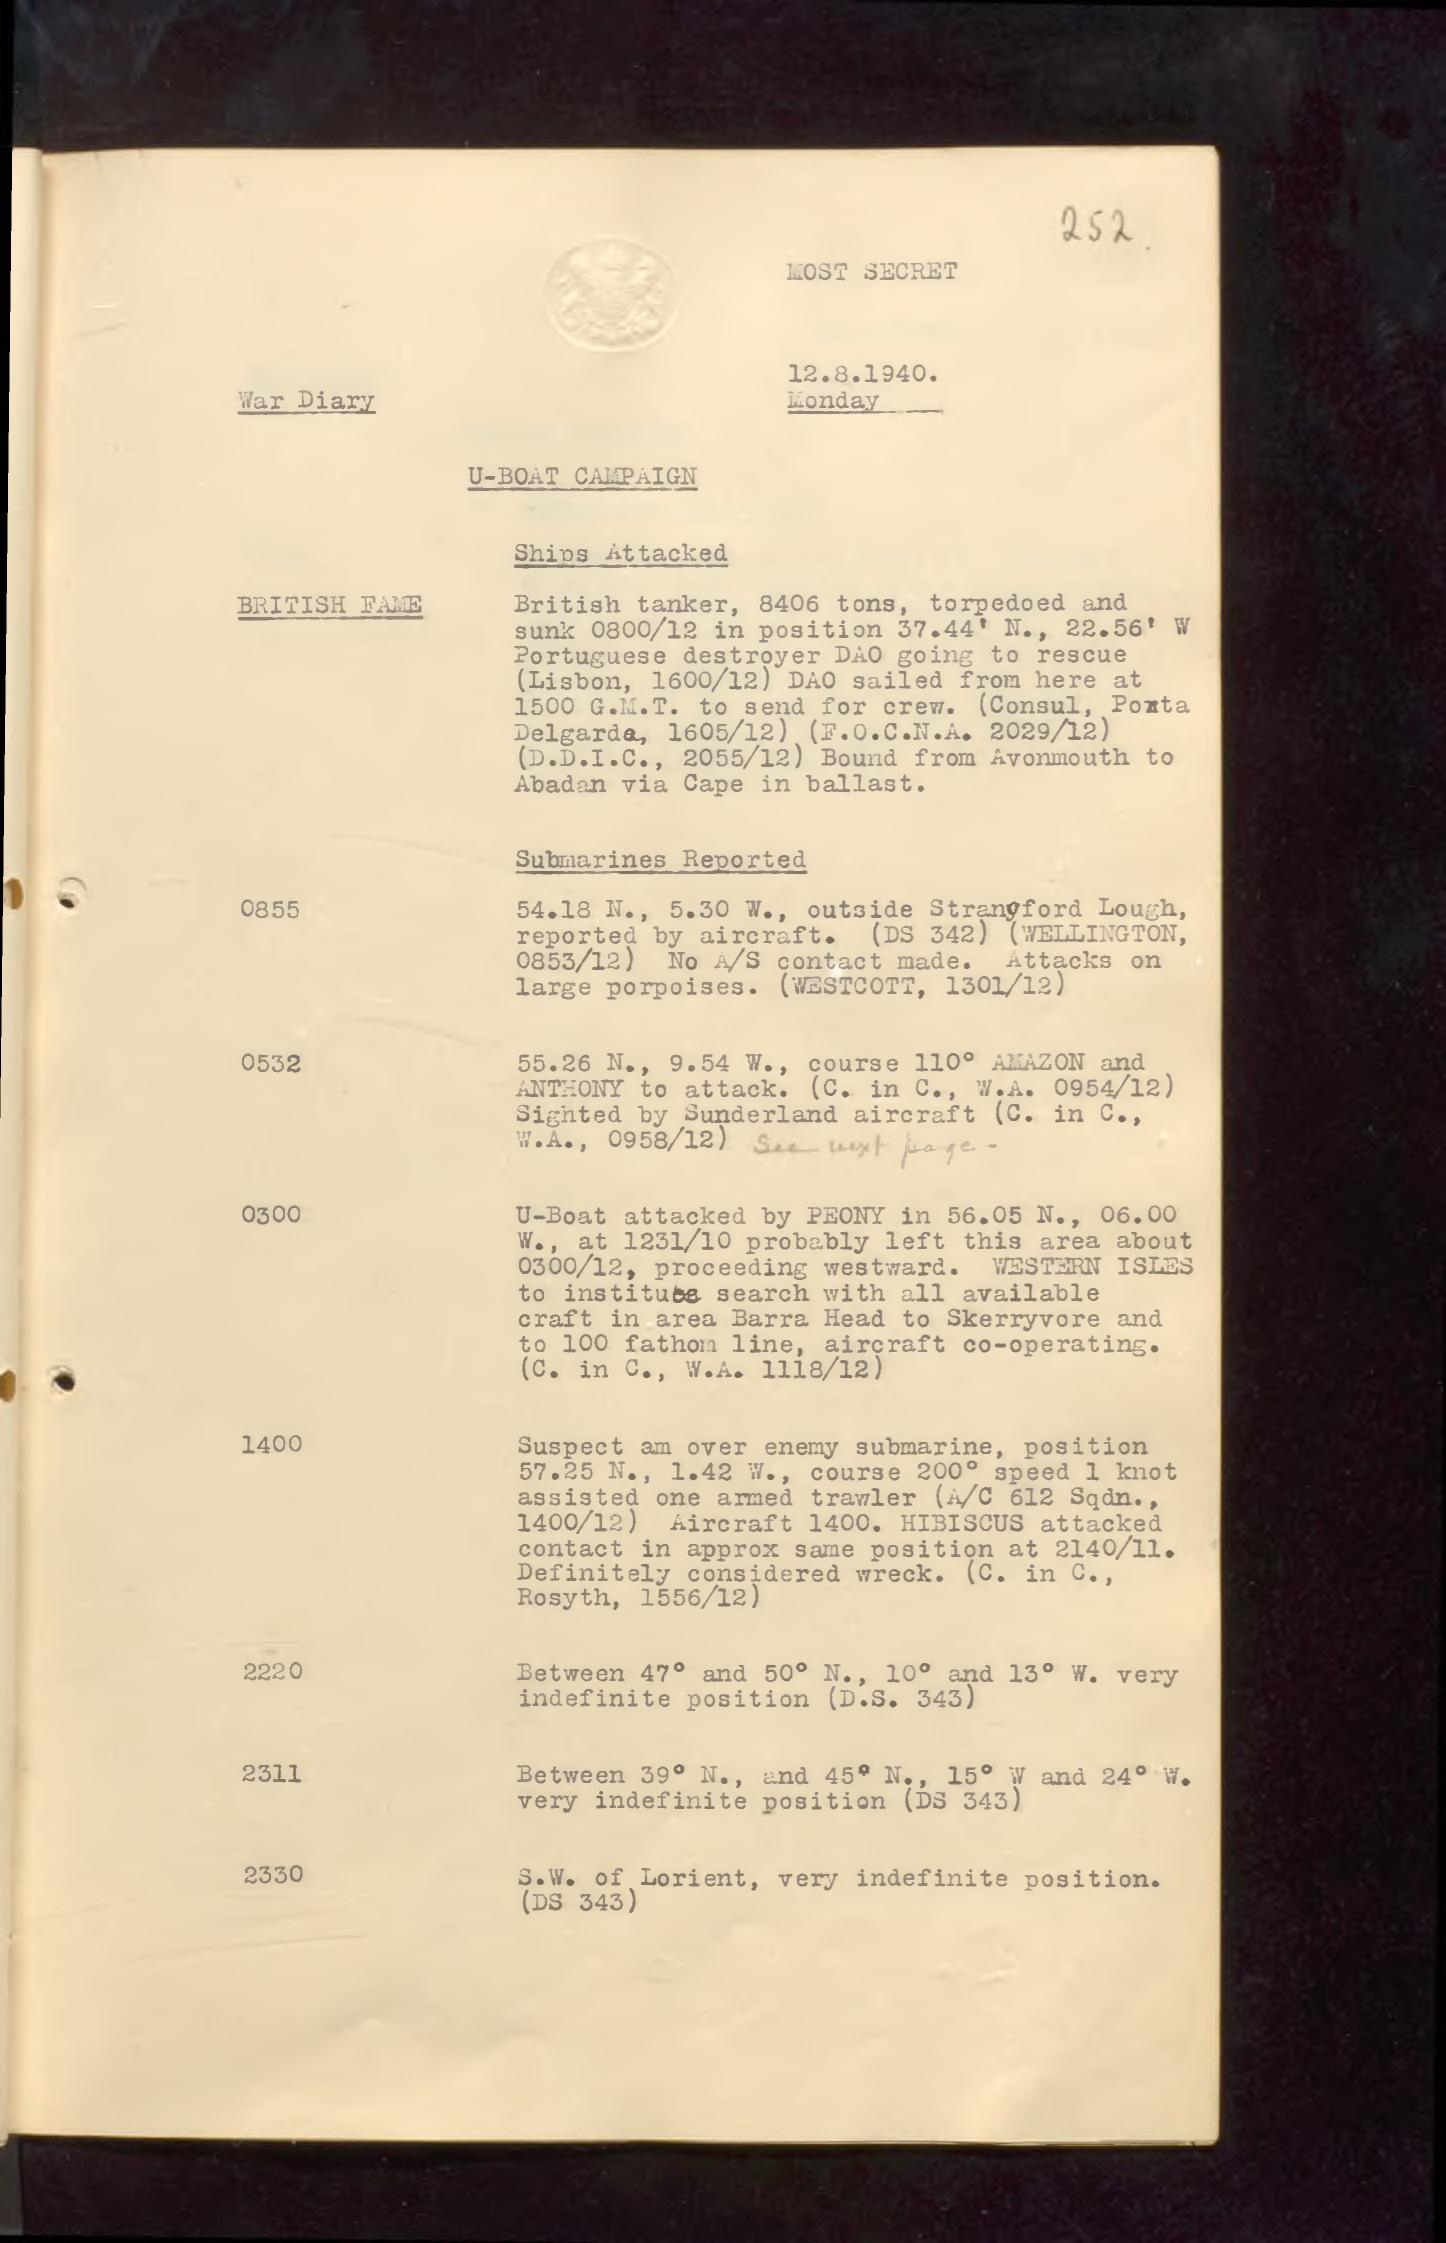 252.
MOST SECRET
12.8.1940.
War Diary
Monday
U-BOAT CAMPAIGN
Ships Attacked
BRITISH FAME
British tanker, 8406 tons, torpedoed and
sunk 0800/12 in position 37.44' N., 22.56' W
Portuguese destroyer DAO going to rescue
(Lisbon, 1600/12) DAO sailed from here at
1500 G.M.T. to send for crew. (Consul, Ponta
Delgarda, 1605/12) (F.O.C.N.A. 2029/12)
(D.D.I.C., 2055/12) Bound from Avonmouth to
Abadan via Cape in ballast.
Submarines Reported
0855
54.18 N., 5.30 W., outside Strangford Lough,
reported by aircraft. (DS 342) (WELLINGTON,
0853/12) No A/S contact made. Attacks on
large porpoises. (WESTCOTT, 1301/12)
0532
55.26 N., 9.54 W., course 110° AMAZON and
ANTHONY to attack. (C. in C., W.A. 0954/12)
Sighted by Sunderland aircraft (C. in C.,
W.A., 0958/12) See next page -
0300
U-Boat attacked by PEONY in 56.05 N., 06.00
W., at 1231/10 probably left this area about
0300/12, proceeding westward. WESTERN ISLES
to institute search with all available
craft in area Barra Head to Skerryvore and
to 100 fathom line, aircraft co-operating.
(C. in C., W.A. 1118/12)
1400
Suspect am over enemy submarine, position
57.25 N., 1.42 W., course 200° speed 1 knot
assisted one armed trawler (A/C 612 Sqdn.,
1400/12) Aircraft 1400. HIBISCUS attacked
contact in approx same position at 2140/11.
Definitely considered wreck. (C. in C.,
Rosyth, 1556/12)
2220
Between 47° and 50° N., 10° and 13° W. very
indefinite position (D.S. 343)
2311
Between 39° N., and 45° N., 15° W and 24° W.
very indefinite position (DS 343)
2330
S.W. of Lorient, very indefinite position.
(DS 343)